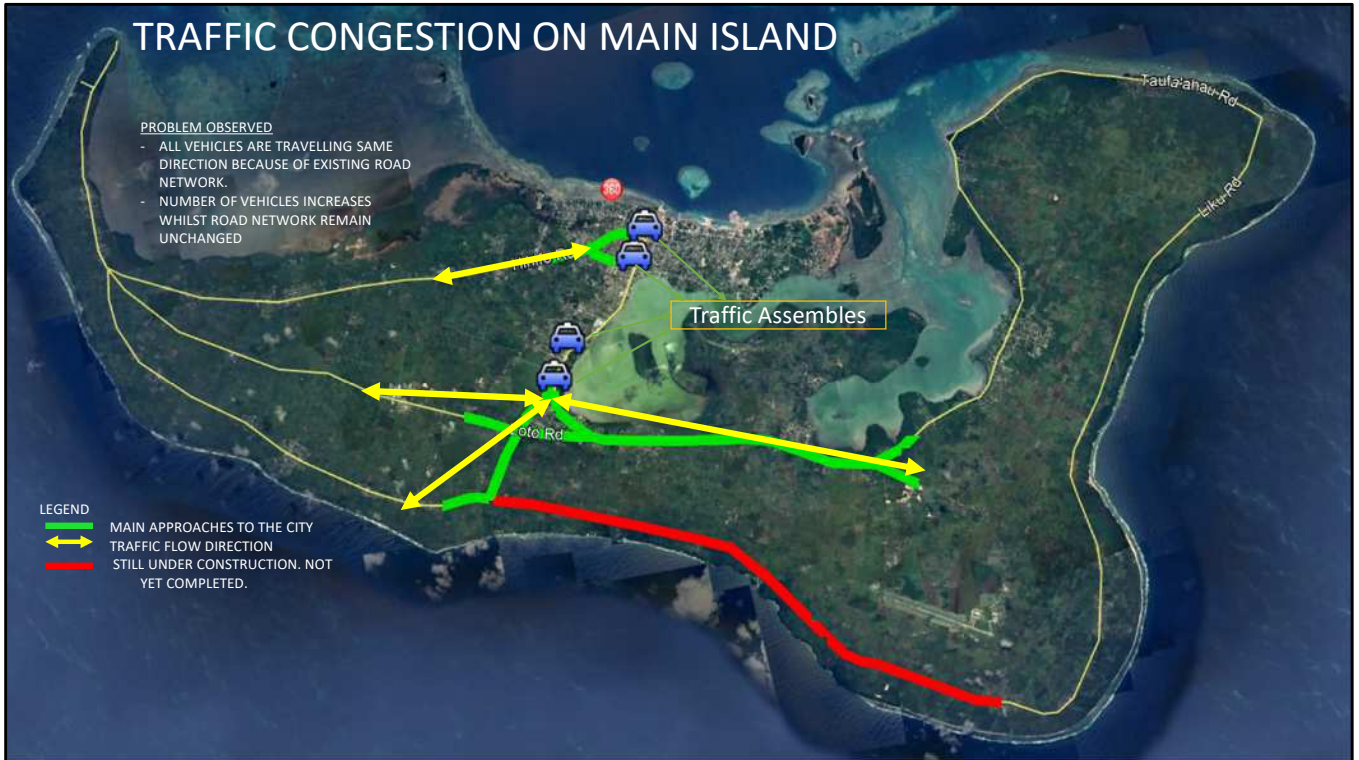 TRAFFIC CONGESTION ON MAIN ISLAND
PROBLEM OBSERVED
- ALL VEHICLES ARE TRAVELLING SAME
DIRECTION BECAUSE OF EXISTING ROAD
NETWORK.
- NUMBER OF VEHICLES INCREASES
WHILST ROAD NETWORK REMAIN
UNCHANGED
Taufa'ahau Rd
360
Liku Rd
Traffic Assembles
Rd
LEGEND
MAIN APPROACHES TO THE CITY
TRAFFIC FLOW DIRECTION
STILL UNDER CONSTRUCTION. NOT
YET COMPLETED.